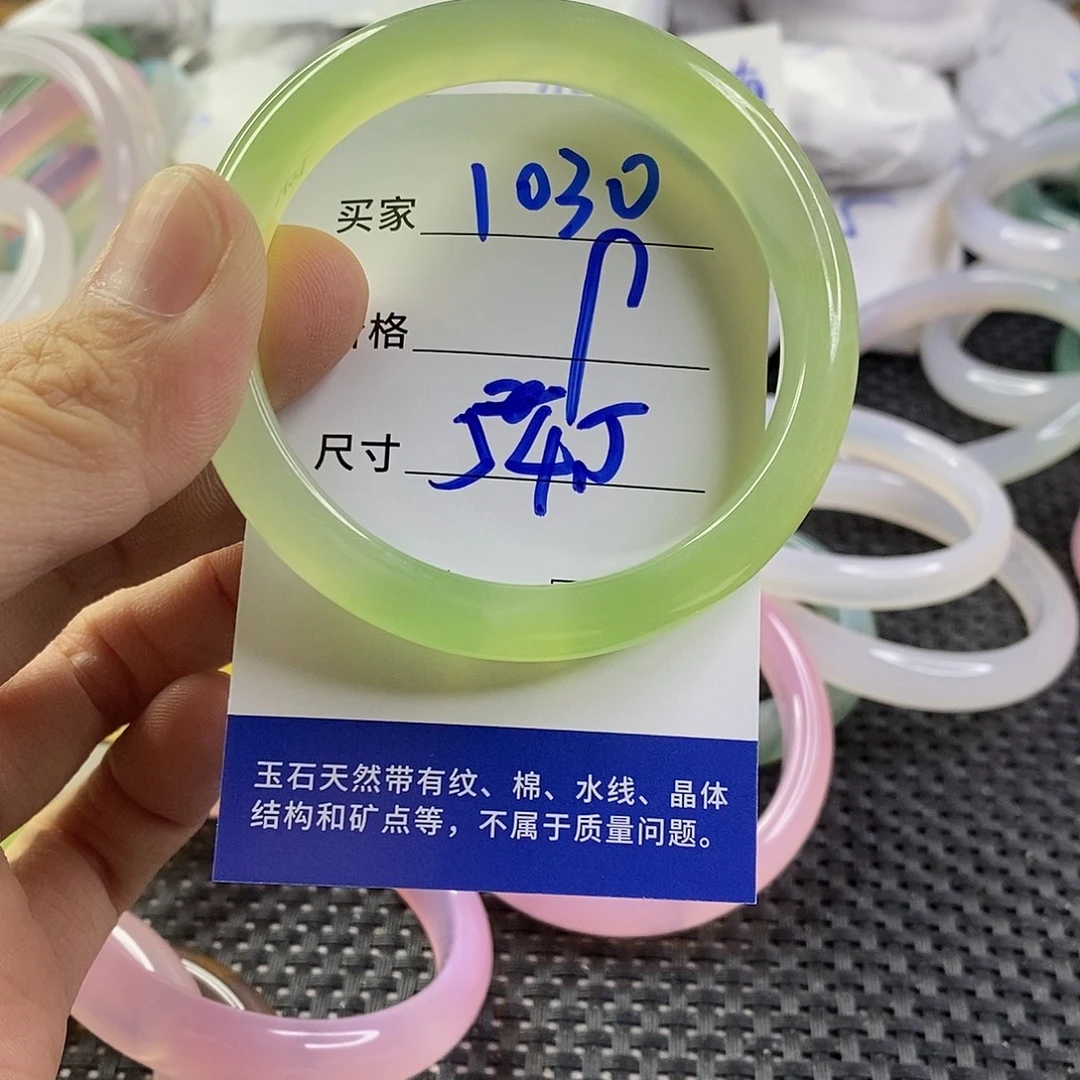 买家 1030
格
尺寸 54.5
玉石天然带有纹、棉、水线、晶体
结构和矿点等，不属于质量问题。